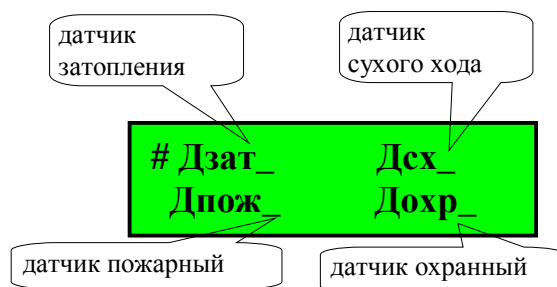 датчик
затопления
датчик
сухого хода
# Дзат_ Дсх_
Дпож_ Дохр_
датчик пожарный
датчик охранный